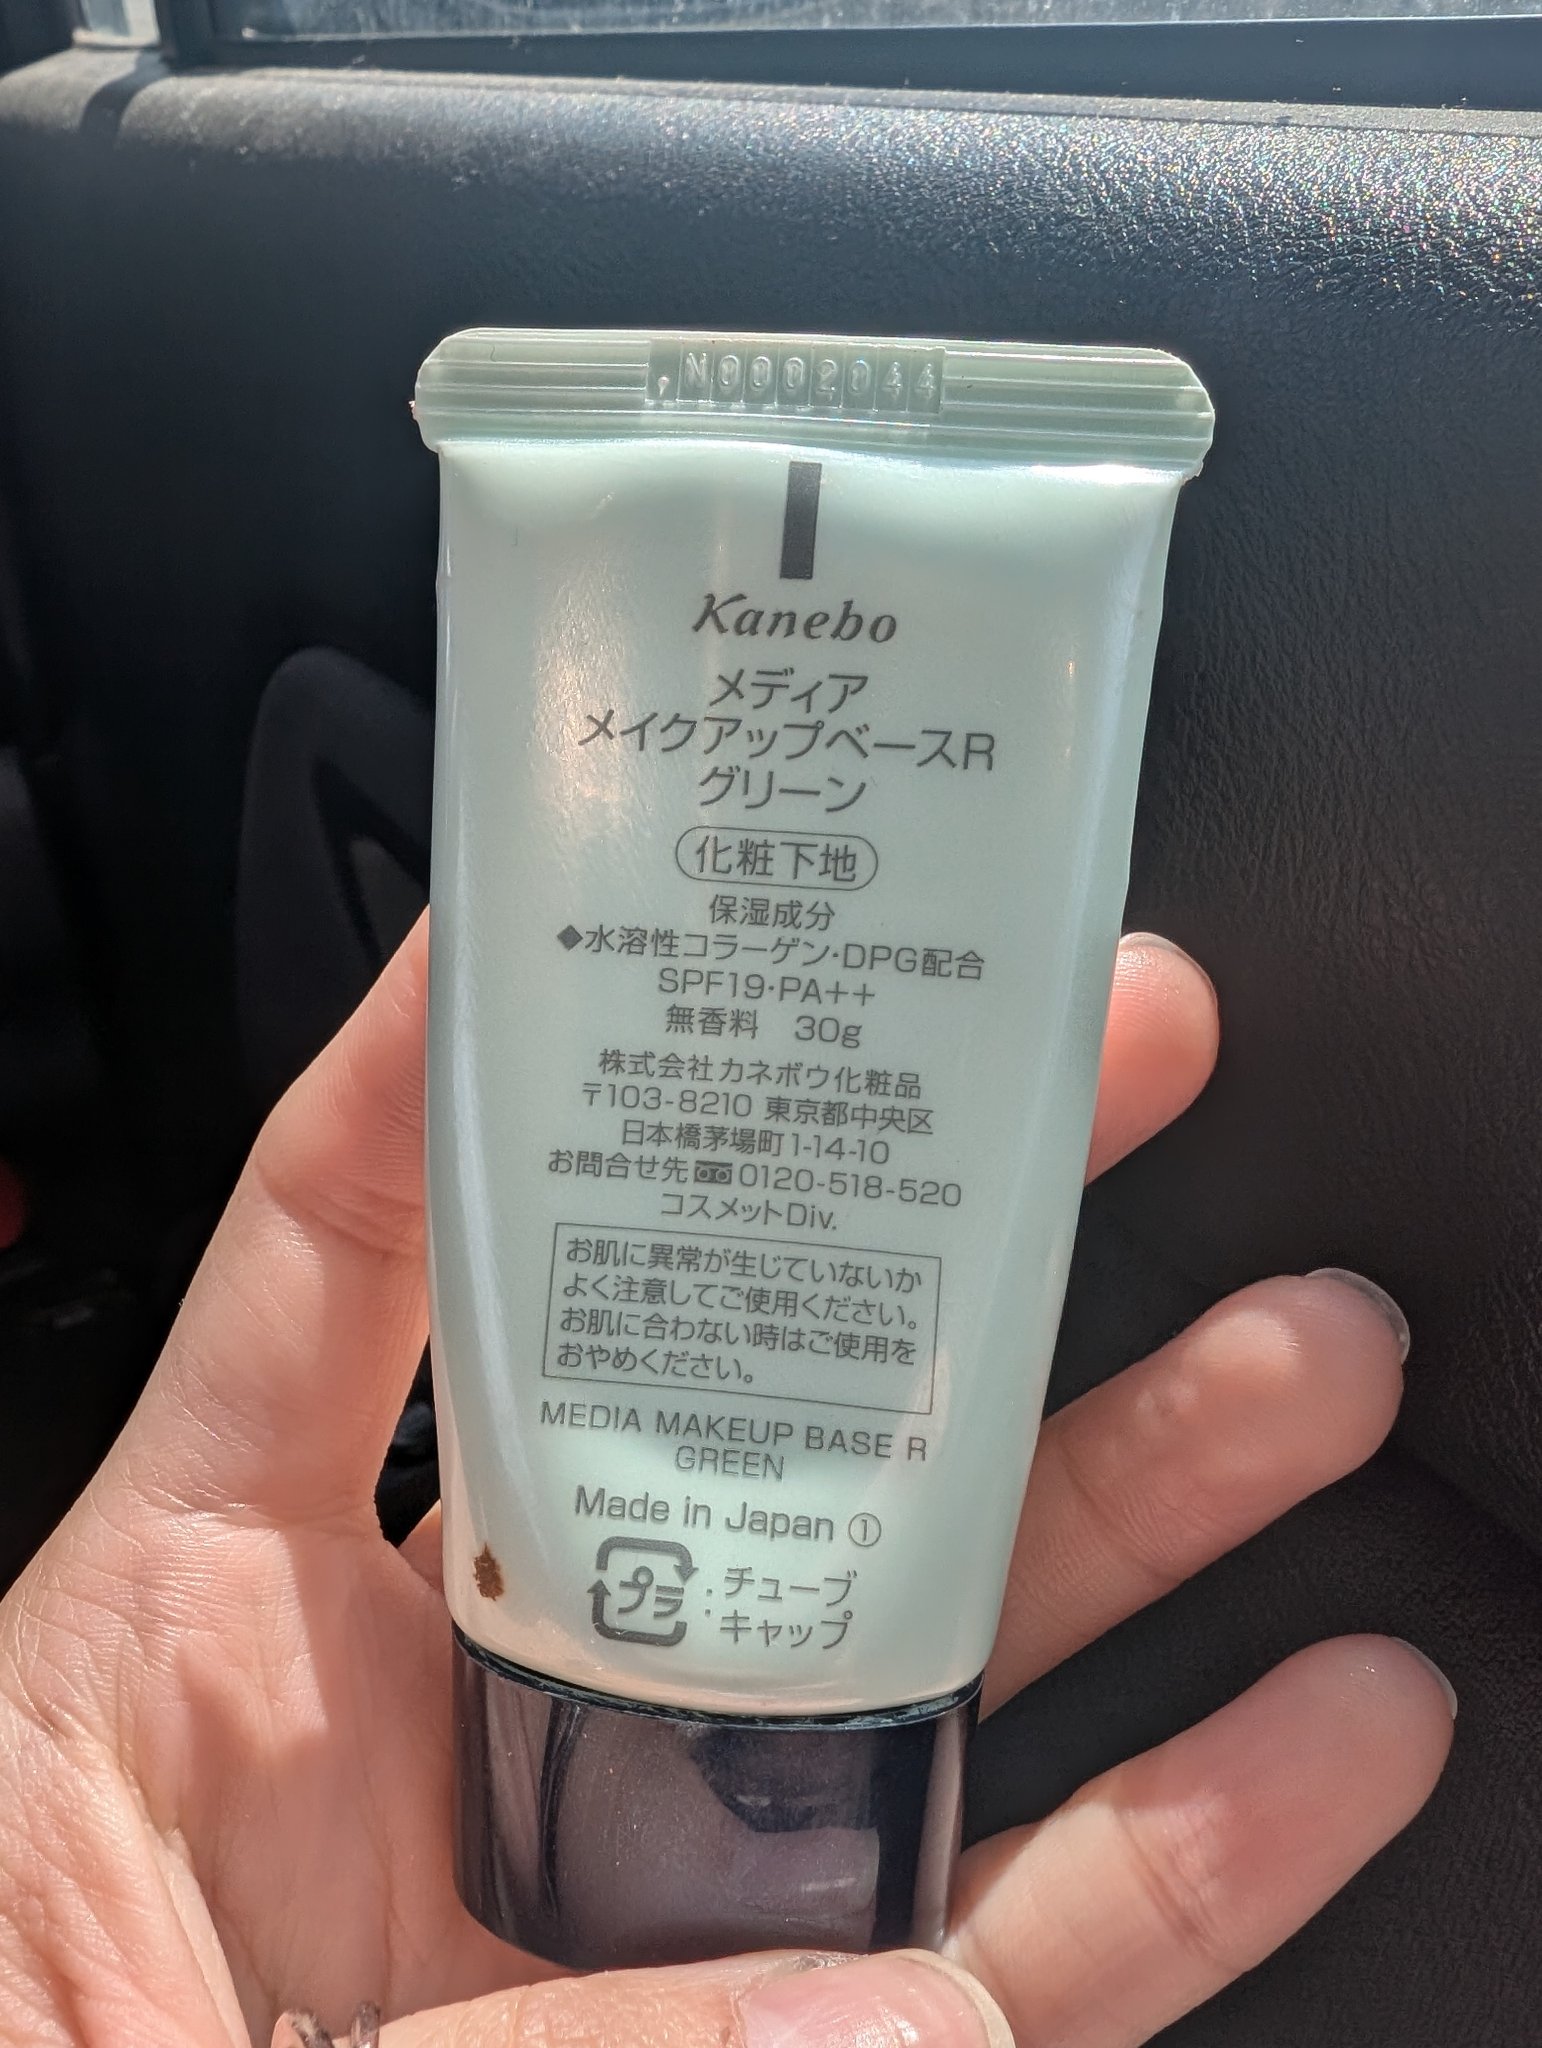 N0002044
Kanebo
メディア
メイクアップベースR
グリーン
化粧下地
保湿成分
◆水溶性コラーゲン・DPG配合
SPF19・PA++
無香料　30g
株式会社カネボウ化粧品
〒103-8210 東京都中央区
日本橋茅場町1-14-10
お問合せ先 0120-518-520
コスメットDiv.
お肌に異常が生じていないか
よく注意してご使用ください。
お肌に合わない時はご使用を
おやめください。
MEDIA MAKEUP BASE R
GREEN
Made in Japan ①
プラ : チューブ
キャップ